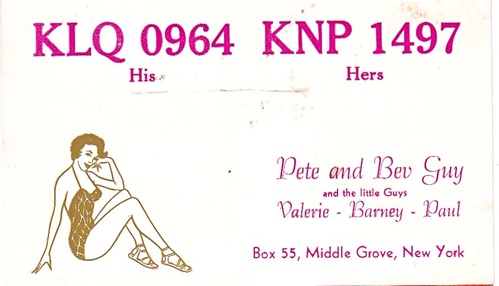 KLQ 0964 KNP 1497
His Hers
Pete and Bev Guy
and the little Guys
Valerie - Barney - Paul
Box 55, Middle Grove, New York